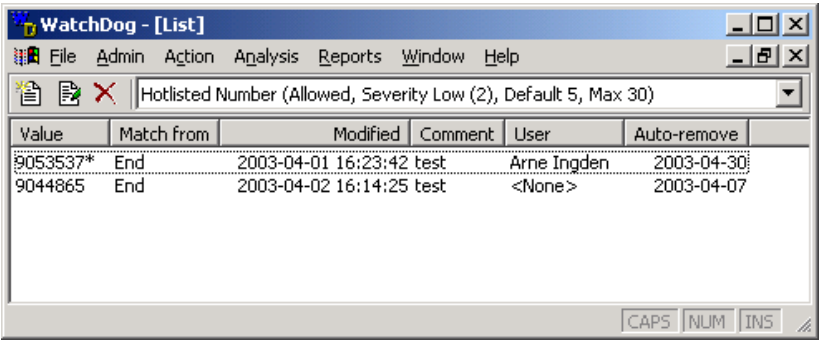 WatchDog - [List]
File Admin Action Analysis Reports Window Help
Hotlisted Number (Allowed, Severity Low (2), Default 5, Max 30)
Value Match from Modified Comment User Auto-remove
9053537* End 2003-04-01 16:23:42 test Arne Ingden 2003-04-30
9044865 End 2003-04-02 16:14:25 test <None> 2003-04-07
CAPS NUM INS